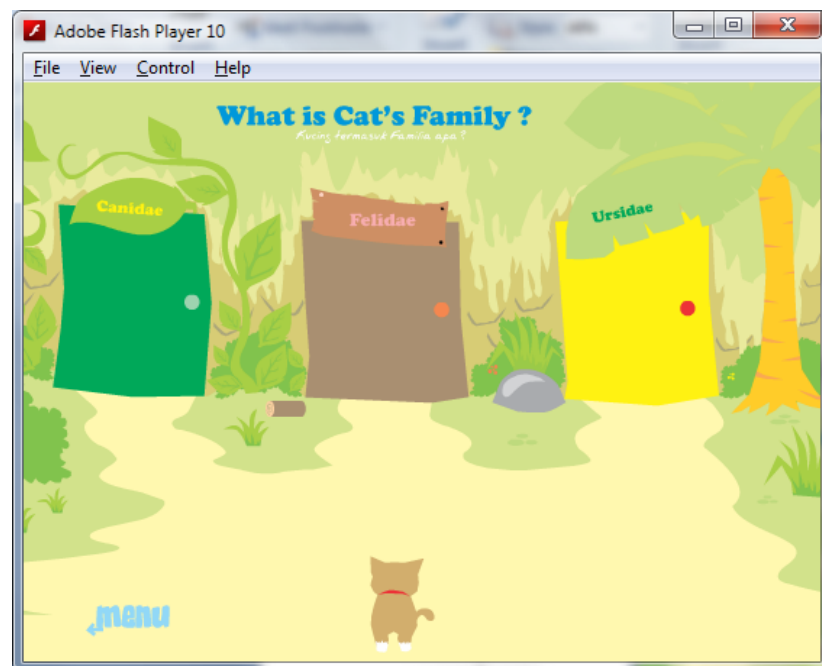 Adobe Flash Player 10
File View Control Help
What is Cat's Family ?
Kucing termasuk Familia apa ?
Canidae
Felidae
Ursidae
menu